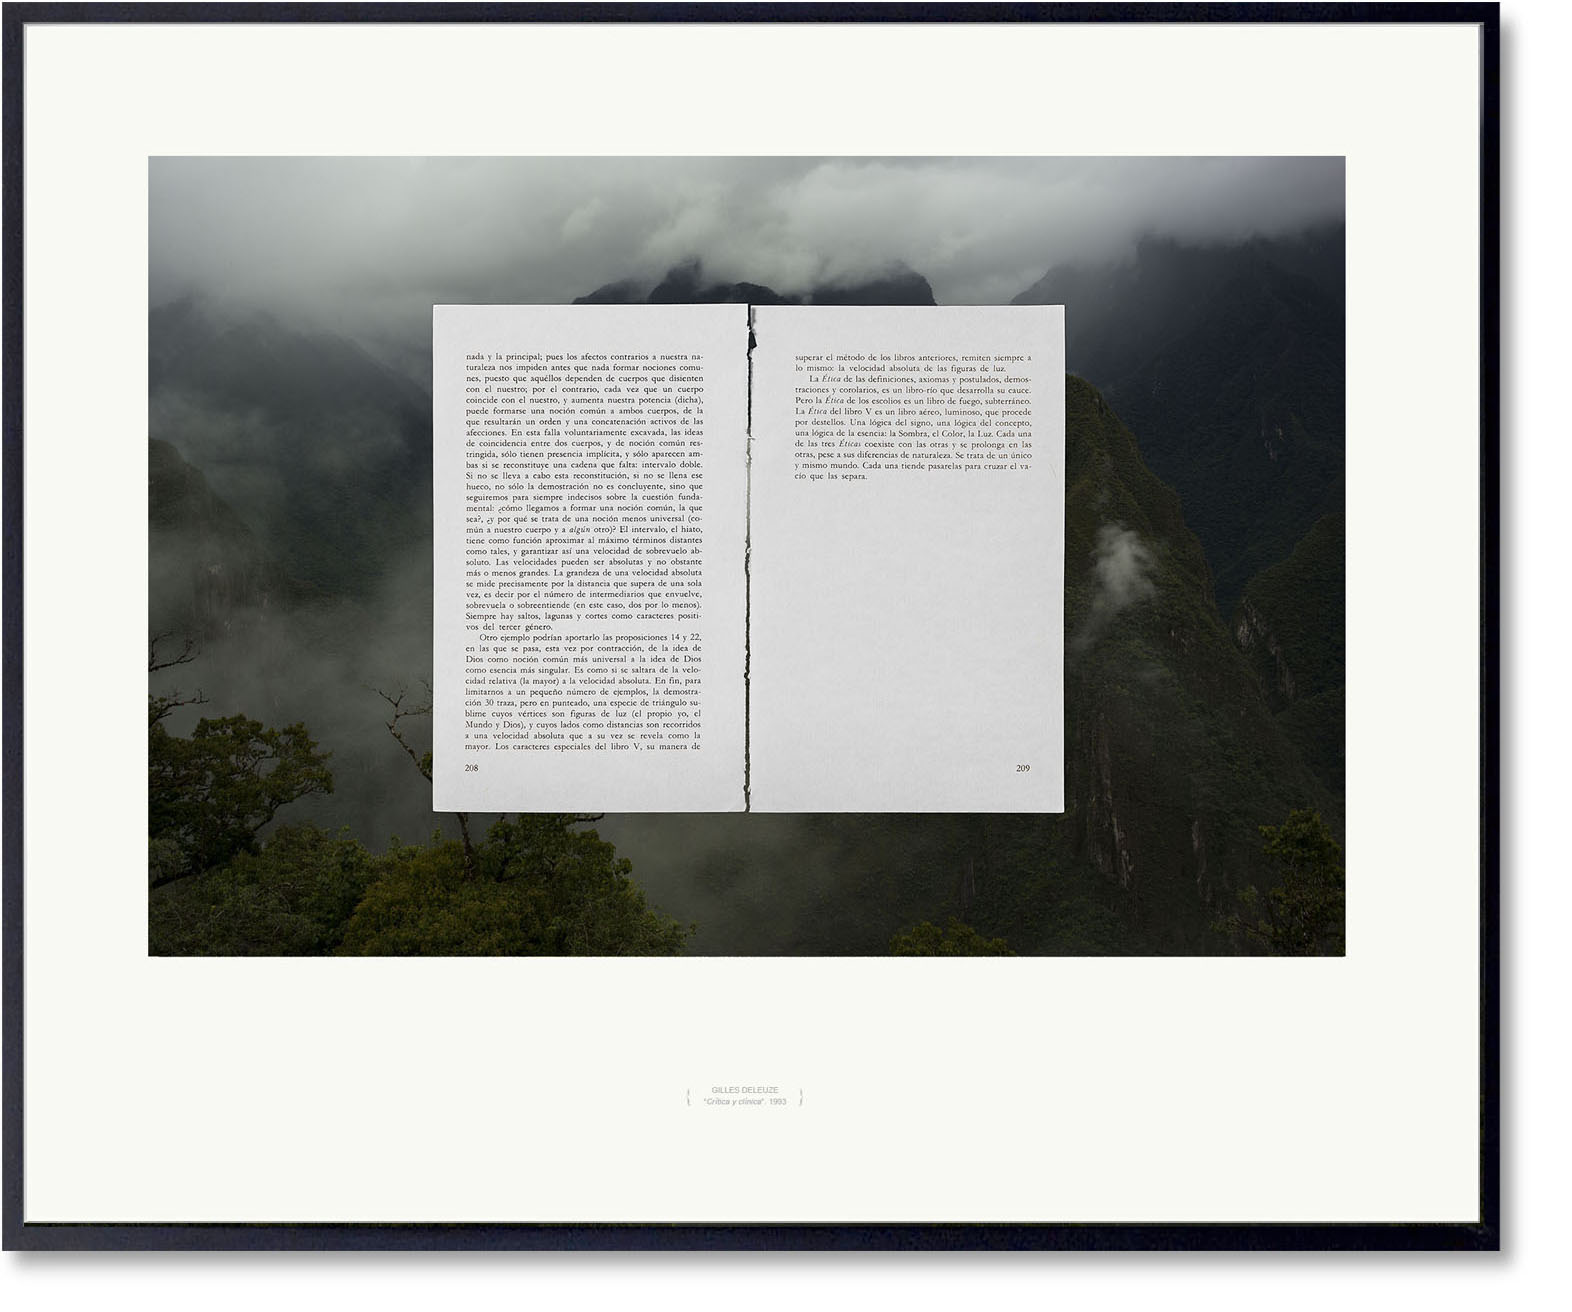 nada y la principal; pues los afectos contrarios a nuestra na-
turaleza nos impiden antes que nada formar nociones comu-
nes, puesto que aquéllos dependen de cuerpos que disienten
con el nuestro; por el contrario, cada vez que un cuerpo
coincide con el nuestro, y aumenta nuestra potencia (dicha),
puede formarse una noción común a ambos cuerpos, de la
que resultarán un orden y una concatenación activos de las
afecciones. En esta falla voluntariamente excavada, las ideas
de coincidencia entre dos cuerpos, y de noción común res-
tringida, sólo tienen presencia implícita, y sólo aparecen am-
bas si se reconstituye una cadena que falta: intervalo doble.
Si no se lleva a cabo esta reconstitución, si no se llena ese
hueco, no sólo la demostración no es concluyente, sino que
seguiremos para siempre indecisos sobre la cuestión funda-
mental: ¿cómo llegamos a formar una noción común, la que
sea?, ¿y por qué se trata de una noción menos universal (co-
mún a nuestro cuerpo y a algún otro)? El intervalo, el hiato,
tiene como función aproximar al máximo términos distantes
como tales, y garantizar así una velocidad de sobrevuelo ab-
soluto. Las velocidades pueden ser absolutas y no obstante
más o menos grandes. La grandeza de una velocidad absoluta
se mide precisamente por la distancia que supera de una sola
vez, es decir por el número de intermediarios que envuelve,
sobrevuela o sobreentiende (en este caso, dos por lo menos).
Siempre hay saltos, lagunas y cortes como caracteres positi-
vos del tercer género.
Otro ejemplo podrían aportarlo las proposiciones 14 y 22,
en las que se pasa, esta vez por contracción, de la idea de
Dios como noción común más universal a la idea de Dios
como esencia más singular. Es como si se saltara de la velo-
cidad relativa (la mayor) a la velocidad absoluta. En fin, para
limitarnos a un pequeño número de ejemplos, la demostra-
ción 30 traza, pero en punteado, una especie de triángulo su-
blime cuyos vértices son figuras de luz (el propio yo, el
Mundo y Dios), y cuyos lados como distancias son recorridos
a una velocidad absoluta que a su vez se revela como la
mayor. Los caracteres especiales del libro V, su manera de
208
superar el método de los libros anteriores, remiten siempre a
lo mismo: la velocidad absoluta de las figuras de luz.
La Ética de las definiciones, axiomas y postulados, demos-
traciones y corolarios, es un libro-río que desarrolla su cauce.
Pero la Ética de los escolios es un libro de fuego, subterráneo.
La Ética del libro V es un libro aéreo, luminoso, que procede
por destellos. Una lógica del signo, una lógica del concepto,
una lógica de la esencia: la Sombra, el Color, la Luz. Cada una
de las tres Éticas coexiste con las otras y se prolonga en las
otras, pese a sus diferencias de naturaleza. Se trata de un único
y mismo mundo. Cada una tiende pasarelas para cruzar el va-
cío que las separa.
209
GILLES DELEUZE
"Crítica y clínica". 1993